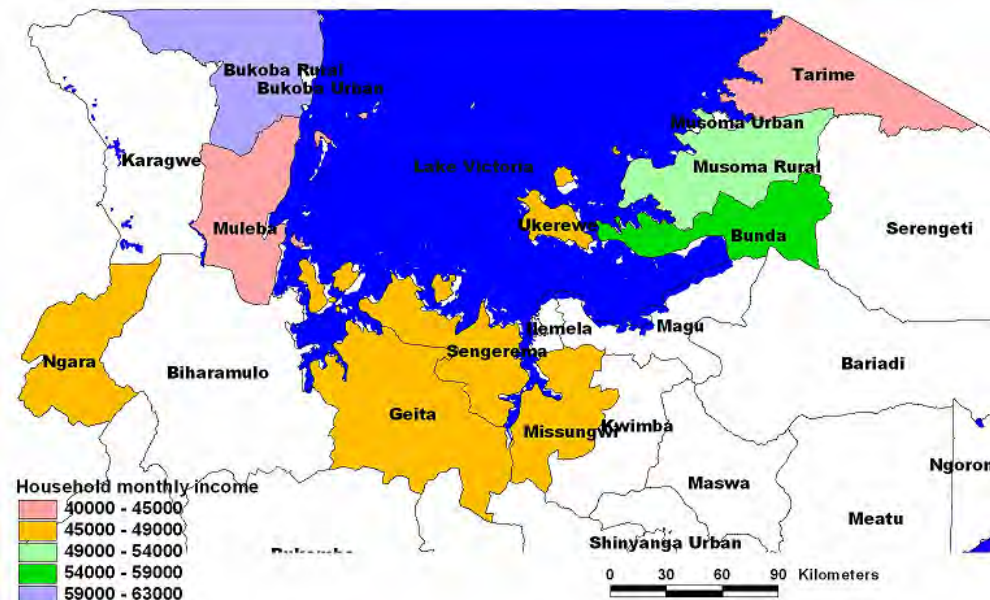 Bukoba Rural
Bukoba Urban
Tarime
Musoma Urban
Karagwe
Lake Victoria
Musoma Rural
Muleba
Ukerewe
Bunda
Serengeti
Ilemela
Magu
Sengerema
Ngara
Biharamulo
Bariadi
Geita
Missungwi
Kwimba
Ngoron
Maswa
Meatu
Shinyanga Urban
Household monthly income
40000 - 45000
45000 - 49000
49000 - 54000
54000 - 59000
59000 - 63000
0 30 60 90 Kilometers